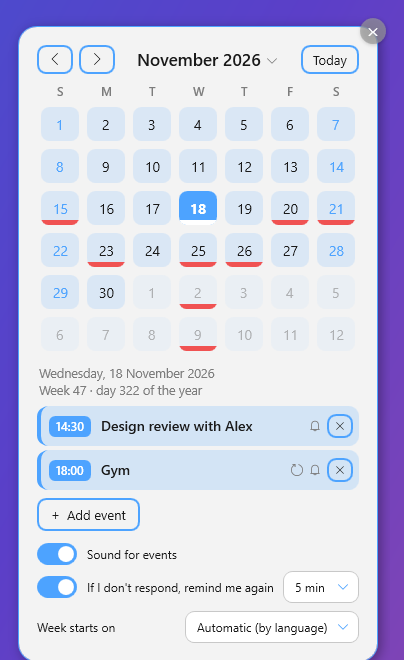 November 2026
Today
S M T W T F S
1 2 3 4 5 6 7
8 9 10 11 12 13 14
15 16 17 18 19 20 21
22 23 24 25 26 27 28
29 30 1 2 3 4 5
6 7 8 9 10 11 12
Wednesday, 18 November 2026
Week 47 · day 322 of the year
14:30 Design review with Alex
18:00 Gym
+ Add event
Sound for events
If I don't respond, remind me again 5 min
Week starts on Automatic (by language)